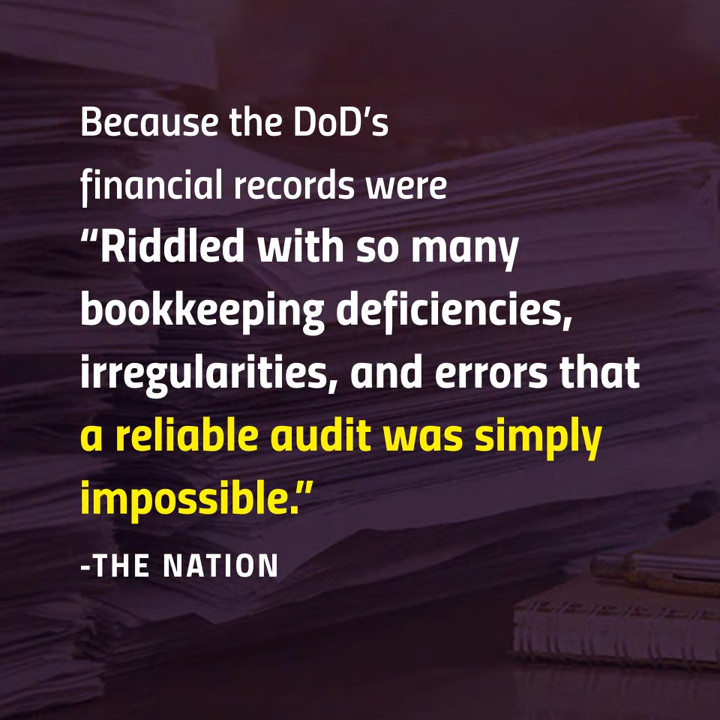 Because the DoD’s
financial records were
“Riddled with so many
bookkeeping deficiencies,
irregularities, and errors that
a reliable audit was simply
impossible.”
-THE NATION